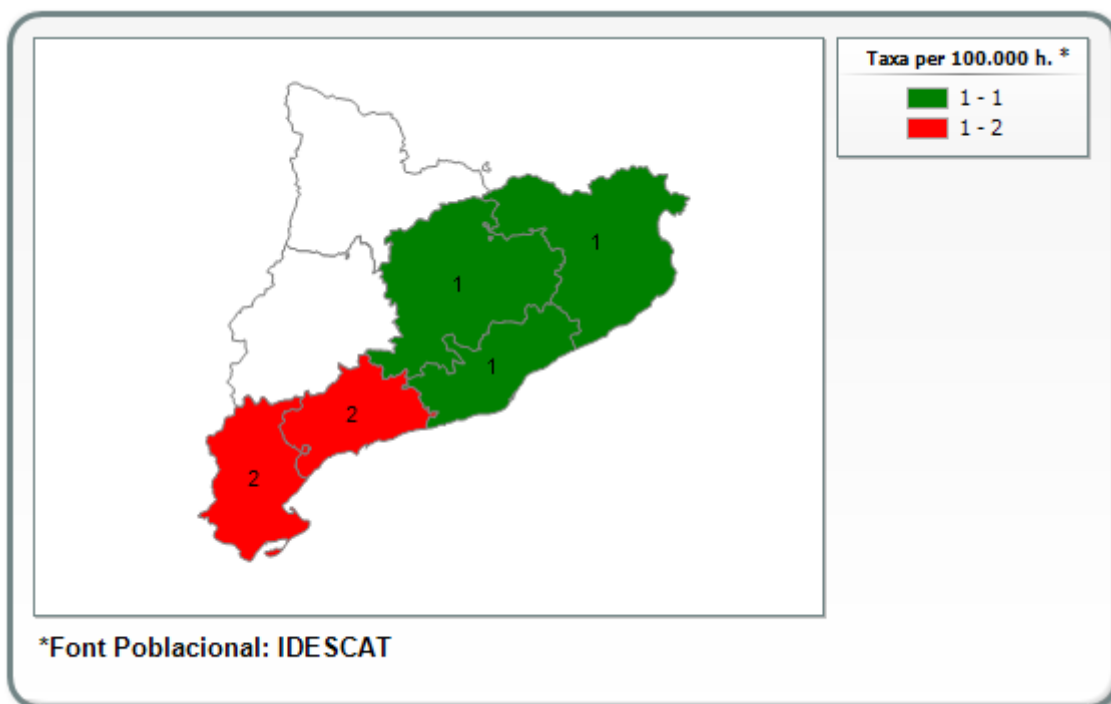 Taxa per 100.000 h. *
1 - 1
1 - 2
1
1
1
2
2
*Font Poblacional: IDESCAT